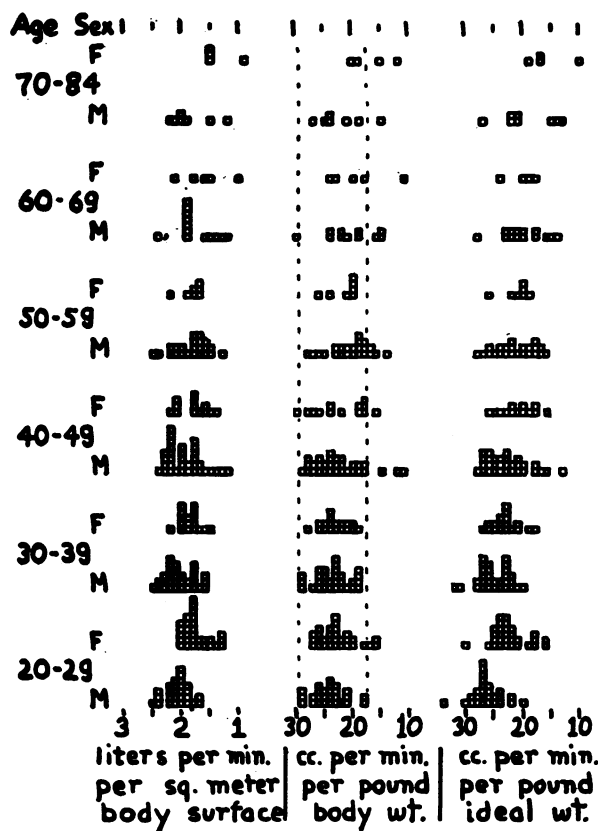 Age Sex
F
70-84
M
F
60-69
M
F
50-59
M
F
40-49
M
F
30-39
M
F
20-29
M
3 2 1 30 20 10 30 20 10
liters per min. cc. per min. cc. per min.
per sq. meter per pound per pound
body surface body wt. ideal wt.